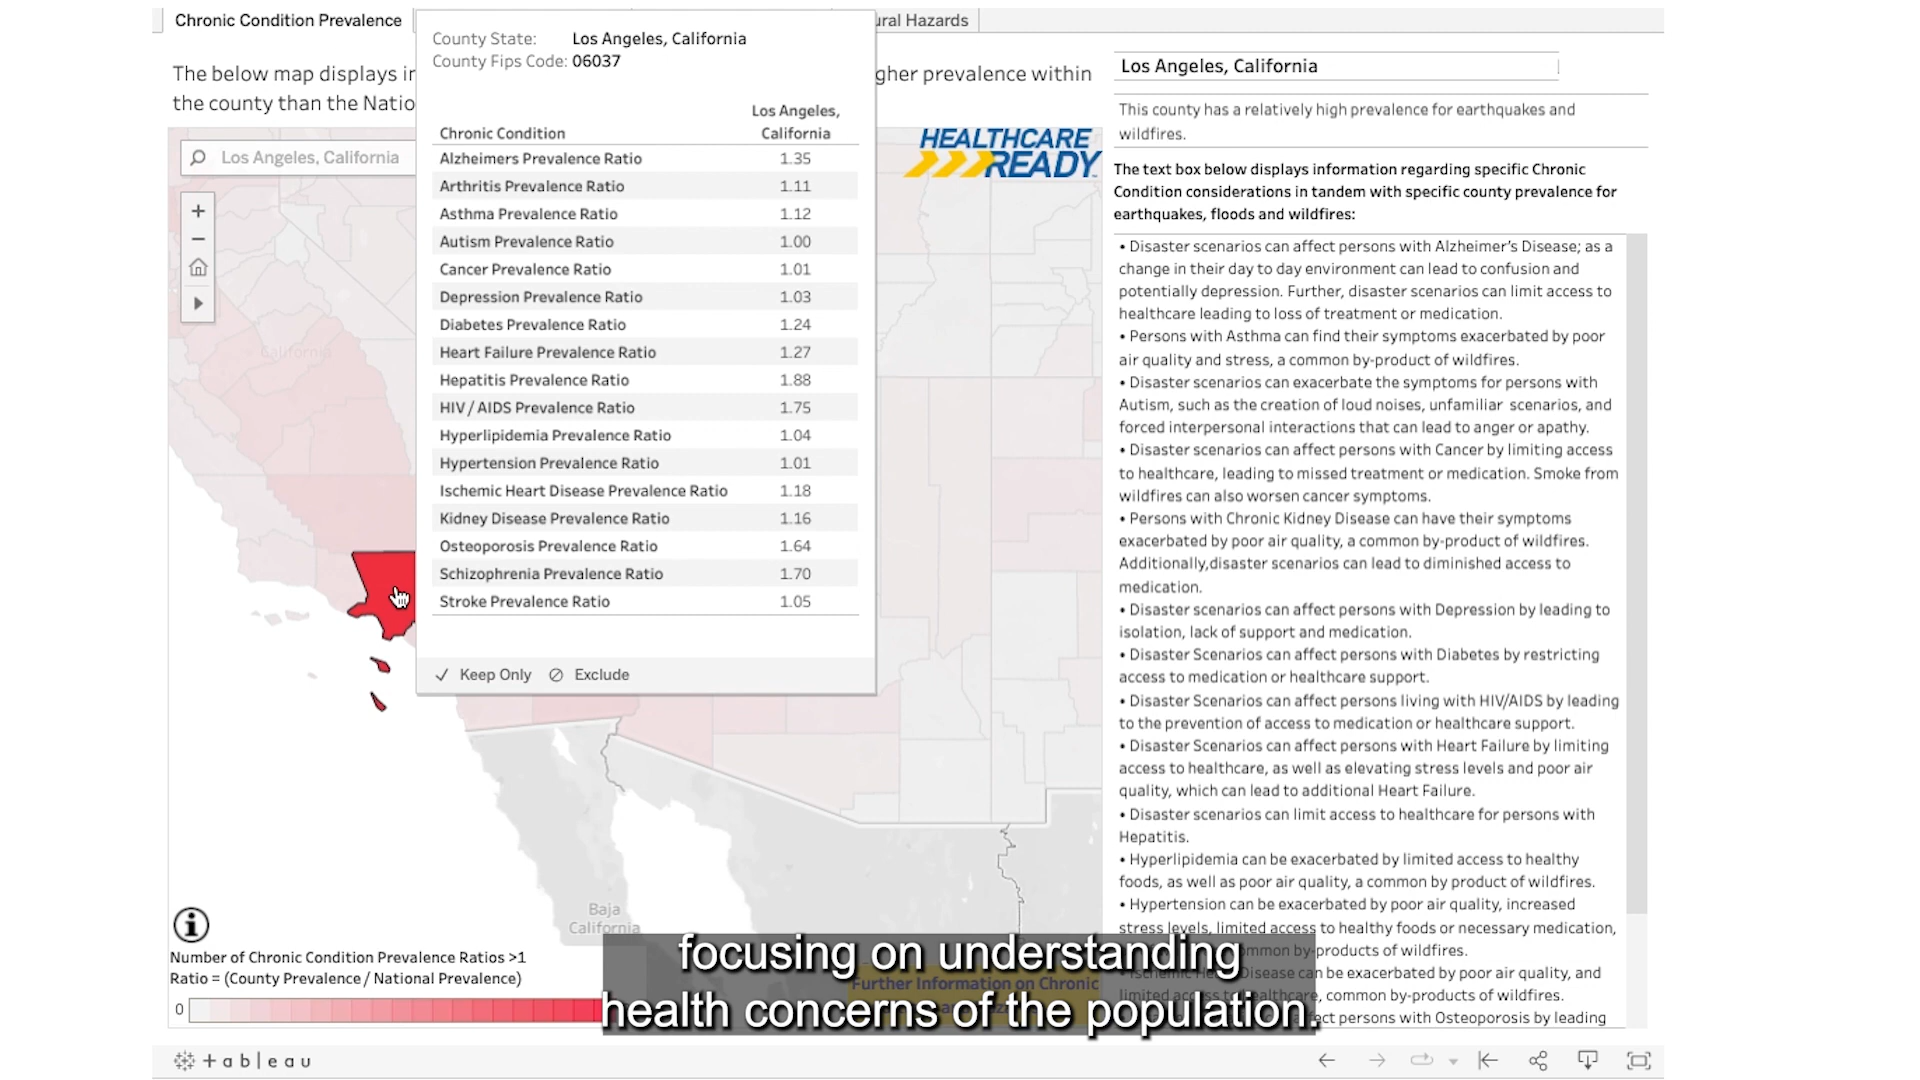 Chronic Condition Prevalence
ural Hazards
The below map displays in
gher prevalence within
the county than the Natio
County State: Los Angeles, California
County Fips Code: 06037
Los Angeles,
Chronic Condition California
Alzheimers Prevalence Ratio 1.35
Arthritis Prevalence Ratio 1.11
Asthma Prevalence Ratio 1.12
Autism Prevalence Ratio 1.00
Cancer Prevalence Ratio 1.01
Depression Prevalence Ratio 1.03
Diabetes Prevalence Ratio 1.24
Heart Failure Prevalence Ratio 1.27
Hepatitis Prevalence Ratio 1.88
HIV / AIDS Prevalence Ratio 1.75
Hyperlipidemia Prevalence Ratio 1.04
Hypertension Prevalence Ratio 1.01
Ischemic Heart Disease Prevalence Ratio 1.18
Kidney Disease Prevalence Ratio 1.16
Osteoporosis Prevalence Ratio 1.64
Schizophrenia Prevalence Ratio 1.70
Stroke Prevalence Ratio 1.05
Keep Only Exclude
Los Angeles, California
California
HEALTHCARE
READY
Baja
California
Number of Chronic Condition Prevalence Ratios >1
Ratio = (County Prevalence / National Prevalence)
0
Further Information on Chronic
Los Angeles, California
This county has a relatively high prevalence for earthquakes and
wildfires.
The text box below displays information regarding specific Chronic
Condition considerations in tandem with specific county prevalence for
earthquakes, floods and wildfires:
• Disaster scenarios can affect persons with Alzheimer's Disease; as a
change in their day to day environment can lead to confusion and
potentially depression. Further, disaster scenarios can limit access to
healthcare leading to loss of treatment or medication.
• Persons with Asthma can find their symptoms exacerbated by poor
air quality and stress, a common by-product of wildfires.
• Disaster scenarios can exacerbate the symptoms for persons with
Autism, such as the creation of loud noises, unfamiliar scenarios, and
forced interpersonal interactions that can lead to anger or apathy.
• Disaster scenarios can affect persons with Cancer by limiting access
to healthcare, leading to missed treatment or medication. Smoke from
wildfires can also worsen cancer symptoms.
• Persons with Chronic Kidney Disease can have their symptoms
exacerbated by poor air quality, a common by-product of wildfires.
Additionally,disaster scenarios can lead to diminished access to
medication.
• Disaster scenarios can affect persons with Depression by leading to
isolation, lack of support and medication.
• Disaster Scenarios can affect persons with Diabetes by restricting
access to medication or healthcare support.
• Disaster Scenarios can affect persons living with HIV/AIDS by leading
to the prevention of access to medication or healthcare support.
• Disaster Scenarios can affect persons with Heart Failure by limiting
access to healthcare, as well as elevating stress levels and poor air
quality, which can lead to additional Heart Failure.
• Disaster scenarios can limit access to healthcare for persons with
Hepatitis.
• Hyperlipidemia can be exacerbated by limited access to healthy
foods, as well as poor air quality, a common by product of wildfires.
• Hypertension can be exacerbated by poor air quality, increased
stress levels, limited access to healthy foods or necessary medication,
mmon by-products of wildfires.
Disease can be exacerbated by poor air quality, and
common by-products of wildfires.
ect persons with Osteoporosis by leading
focusing on understanding
health concerns of the population.
+ a b l e a u